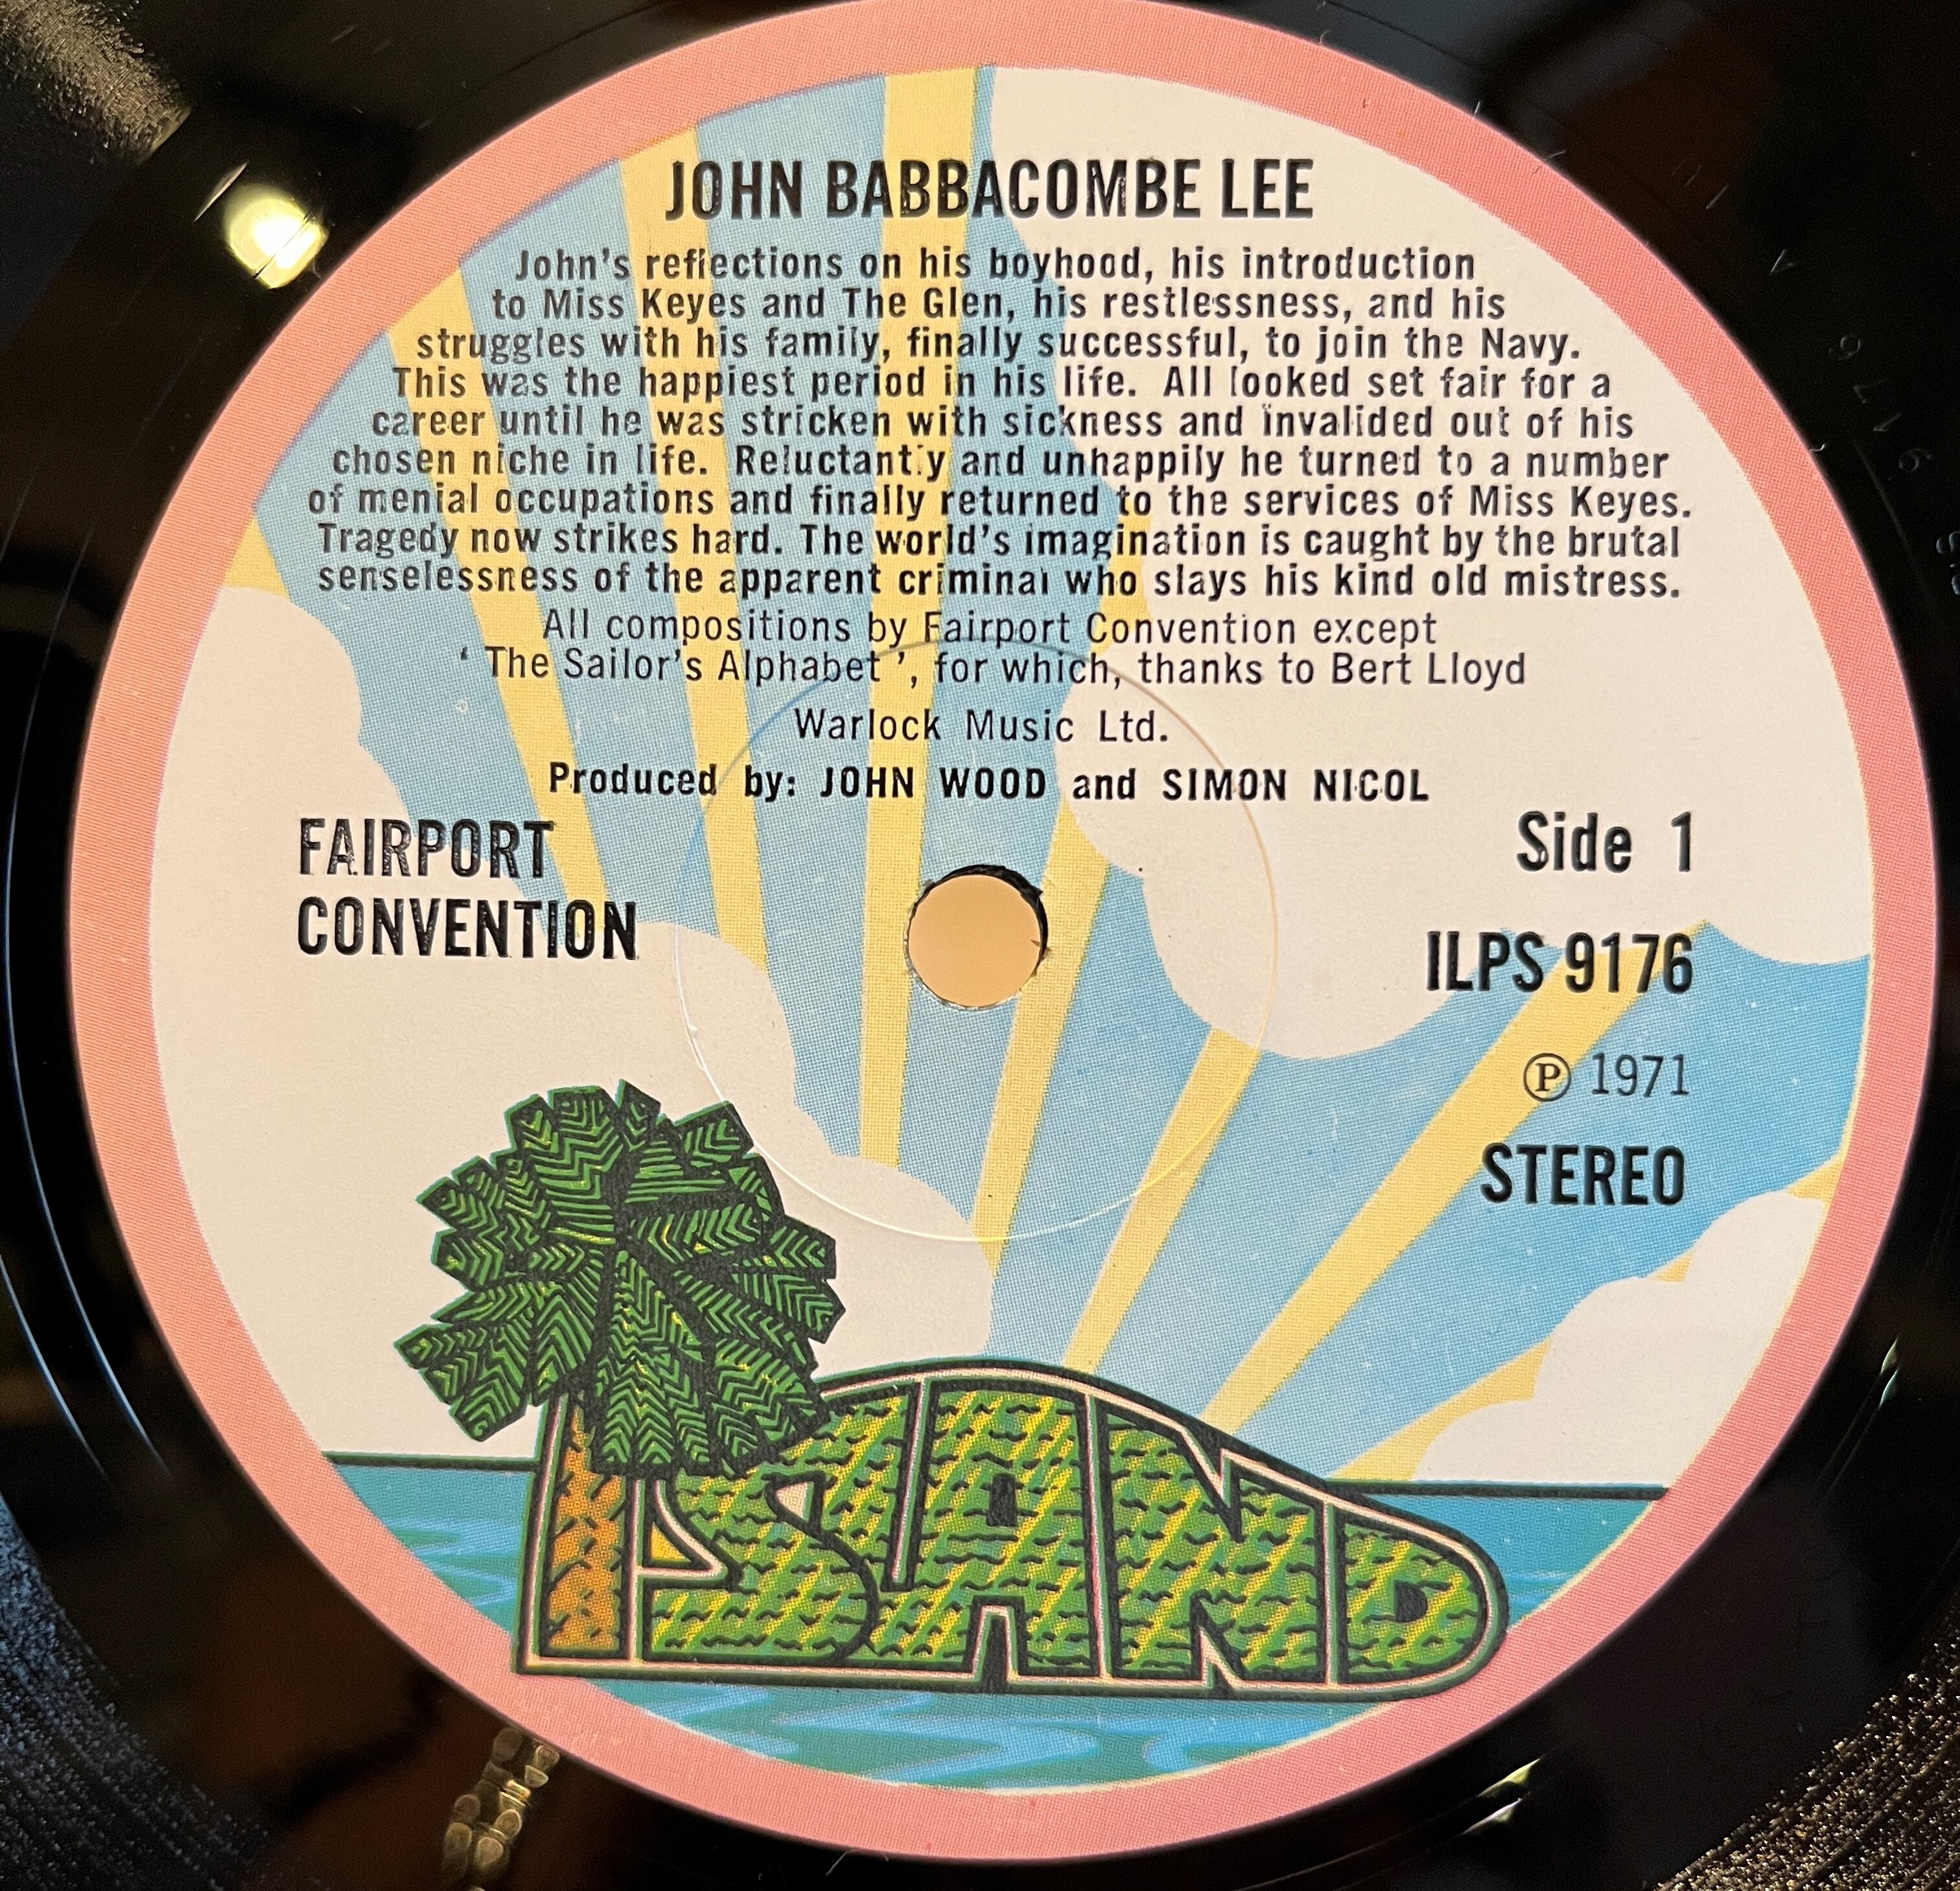 JOHN BABBACOMBE LEE
John's reflections on his boyhood, his introduction
to Miss Keyes and The Glen, his restlessness, and his
struggles with his family, finally successful, to join the Navy.
This was the happiest period in his life. All looked set fair for a
career until he was stricken with sickness and invalided out of his
chosen niche in life. Reluctantly and unhappily he turned to a number
of menial occupations and finally returned to the services of Miss Keyes.
Tragedy now strikes hard. The world's imagination is caught by the brutal
senselessness of the apparent criminal who slays his kind old mistress.
All compositions by Fairport Convention except
‘ The Sailor's Alphabet ’, for which, thanks to Bert Lloyd
Warlock Music Ltd.
Produced by: JOHN WOOD and SIMON NICOL
FAIRPORT
CONVENTION
Side 1
ILPS 9176
℗ 1971
STEREO
ISLAND